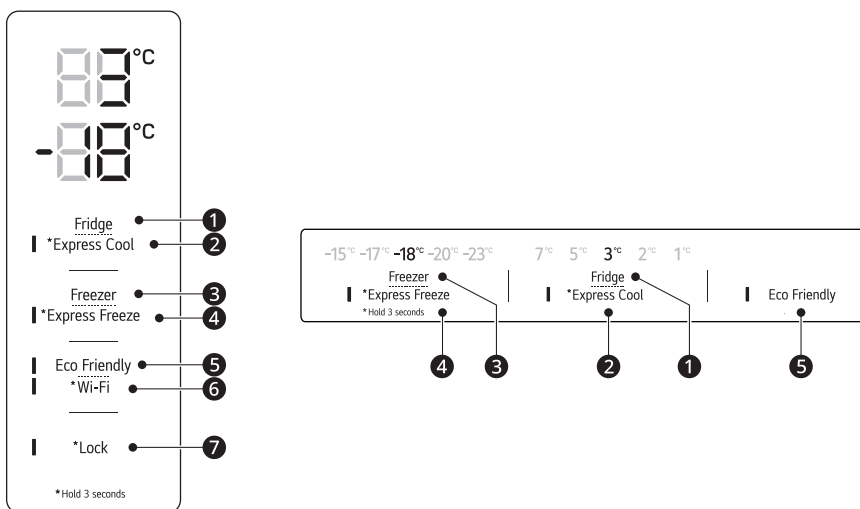 3°C
-18°C
Fridge
*Express Cool
Freezer
*Express Freeze
Eco Friendly
*Wi-Fi
*Lock
*Hold 3 seconds
1
2
3
4
5
6
7
-15°C -17°C -18°C -20°C -23°C
7°C 5°C 3°C 2°C 1°C
Freezer
*Express Freeze
*Hold 3 seconds
Fridge
*Express Cool
Eco Friendly
4 3 2 1 5